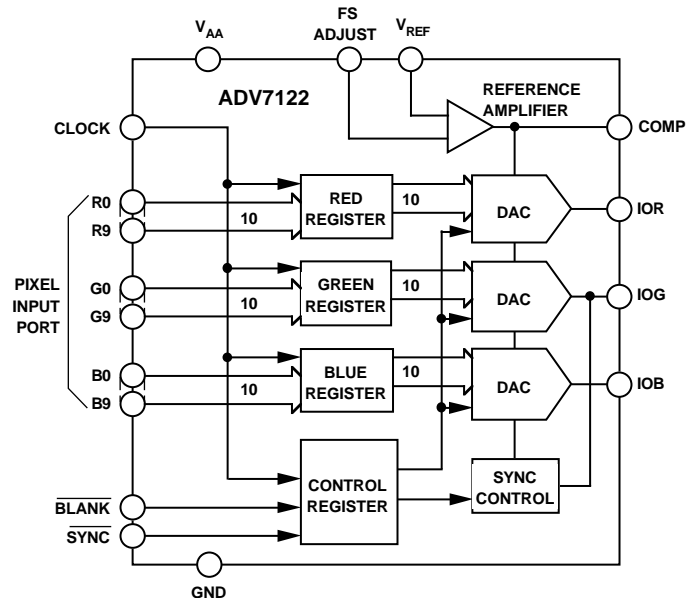 FS
ADJUST
VAA
VREF
ADV7122
REFERENCE
AMPLIFIER
CLOCK
COMP
R0
R9
10
RED
REGISTER
10
DAC
IOR
PIXEL
INPUT
PORT
G0
G9
10
GREEN
REGISTER
10
DAC
IOG
B0
B9
10
BLUE
REGISTER
10
DAC
IOB
BLANK
SYNC
CONTROL
REGISTER
SYNC
CONTROL
GND